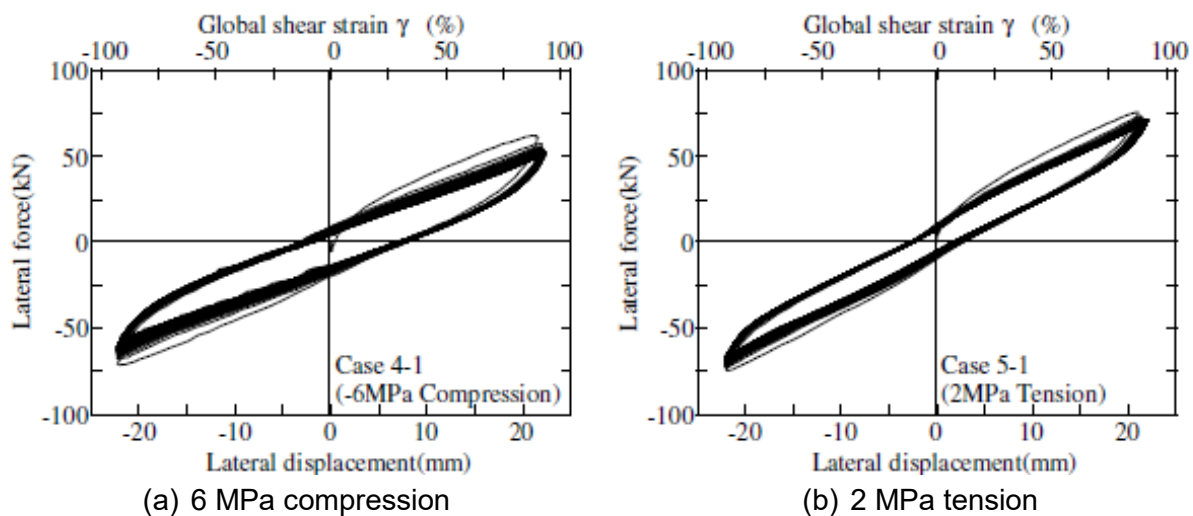 Global shear strain γ (%)
-100 -50 0 50 100
100
50
0
-50
-100
Lateral force(kN)
Case 4-1
(-6MPa Compression)
-20 -10 0 10 20
Lateral displacement(mm)
(a) 6 MPa compression
Global shear strain γ (%)
-100 -50 0 50 100
100
50
0
-50
-100
Lateral force(kN)
Case 5-1
(2MPa Tension)
-20 -10 0 10 20
Lateral displacement(mm)
(b) 2 MPa tension